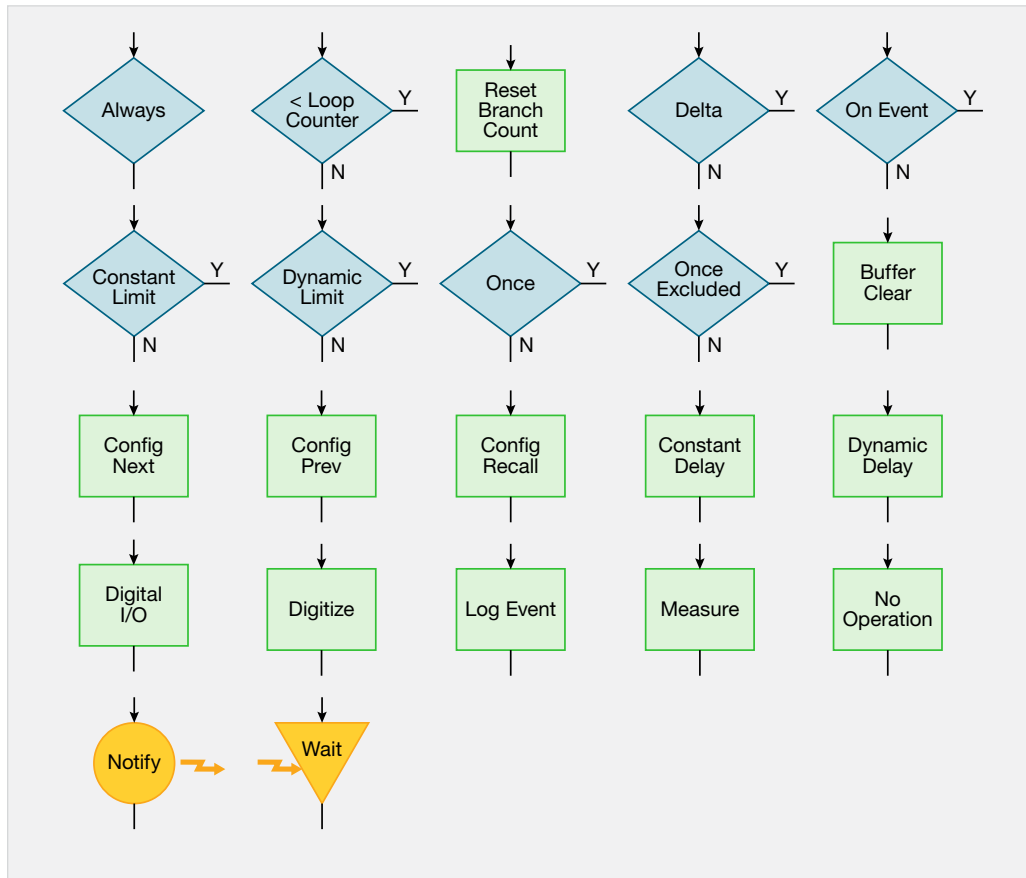 Always
< Loop
Counter
Y
N
Reset
Branch
Count
Delta
Y
N
On Event
Y
N
Constant
Limit
Y
N
Dynamic
Limit
Y
N
Once
Y
N
Once
Excluded
Y
N
Buffer
Clear
Config
Next
Config
Prev
Config
Recall
Constant
Delay
Dynamic
Delay
Digital
I/O
Digitize
Log Event
Measure
No
Operation
Notify
Wait